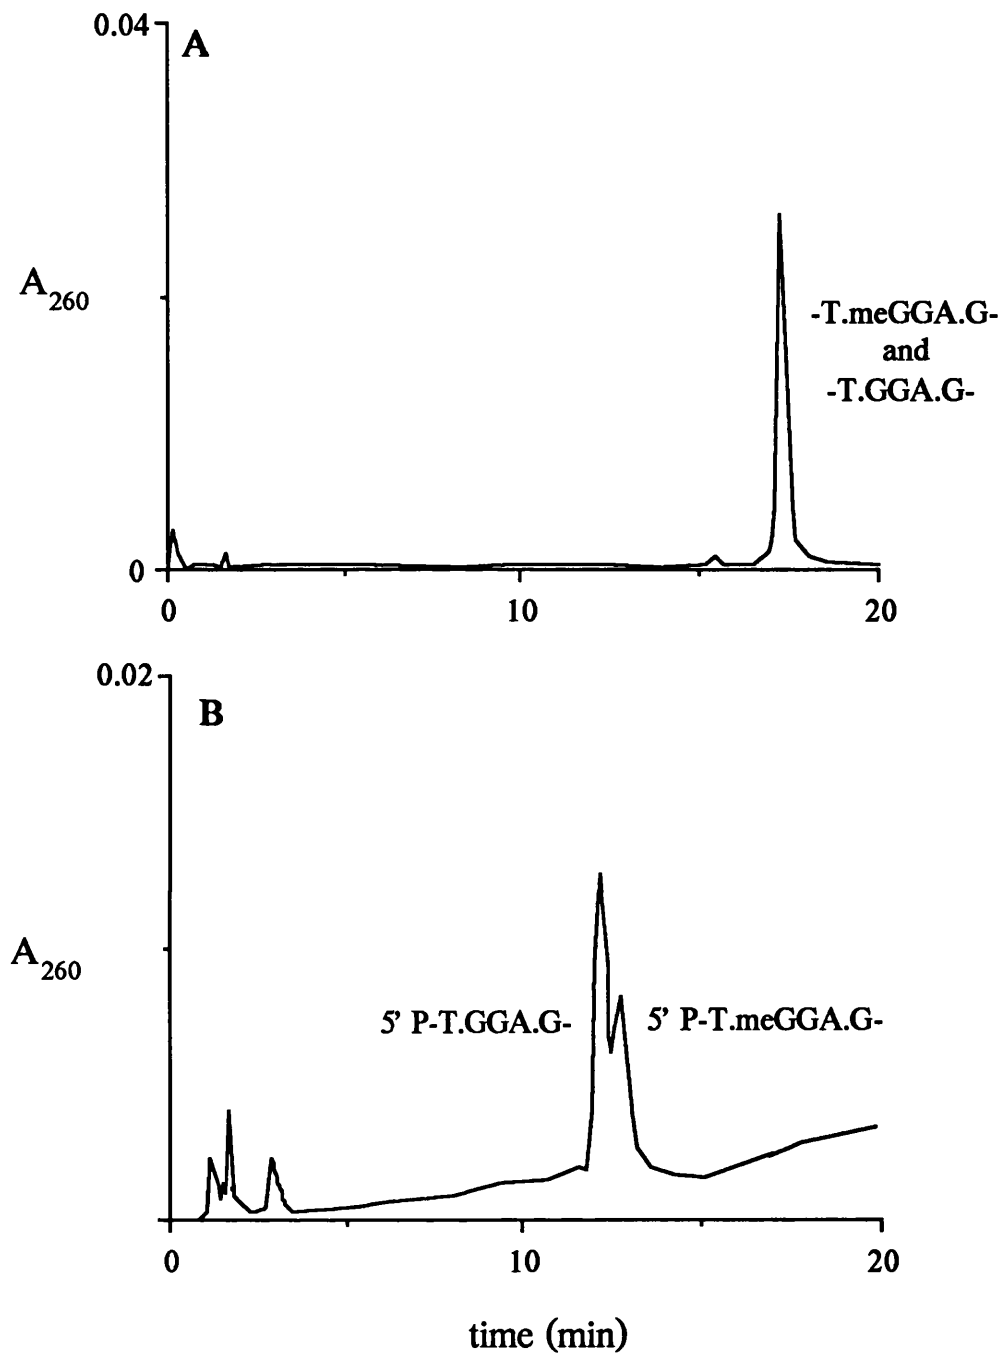 0.04
A
A260
-T.meGGA.G-
and
-T.GGA.G-
0
0 10 20
0.02
B
A260
5' P-T.GGA.G- 5' P-T.meGGA.G-
0 10 20
time (min)